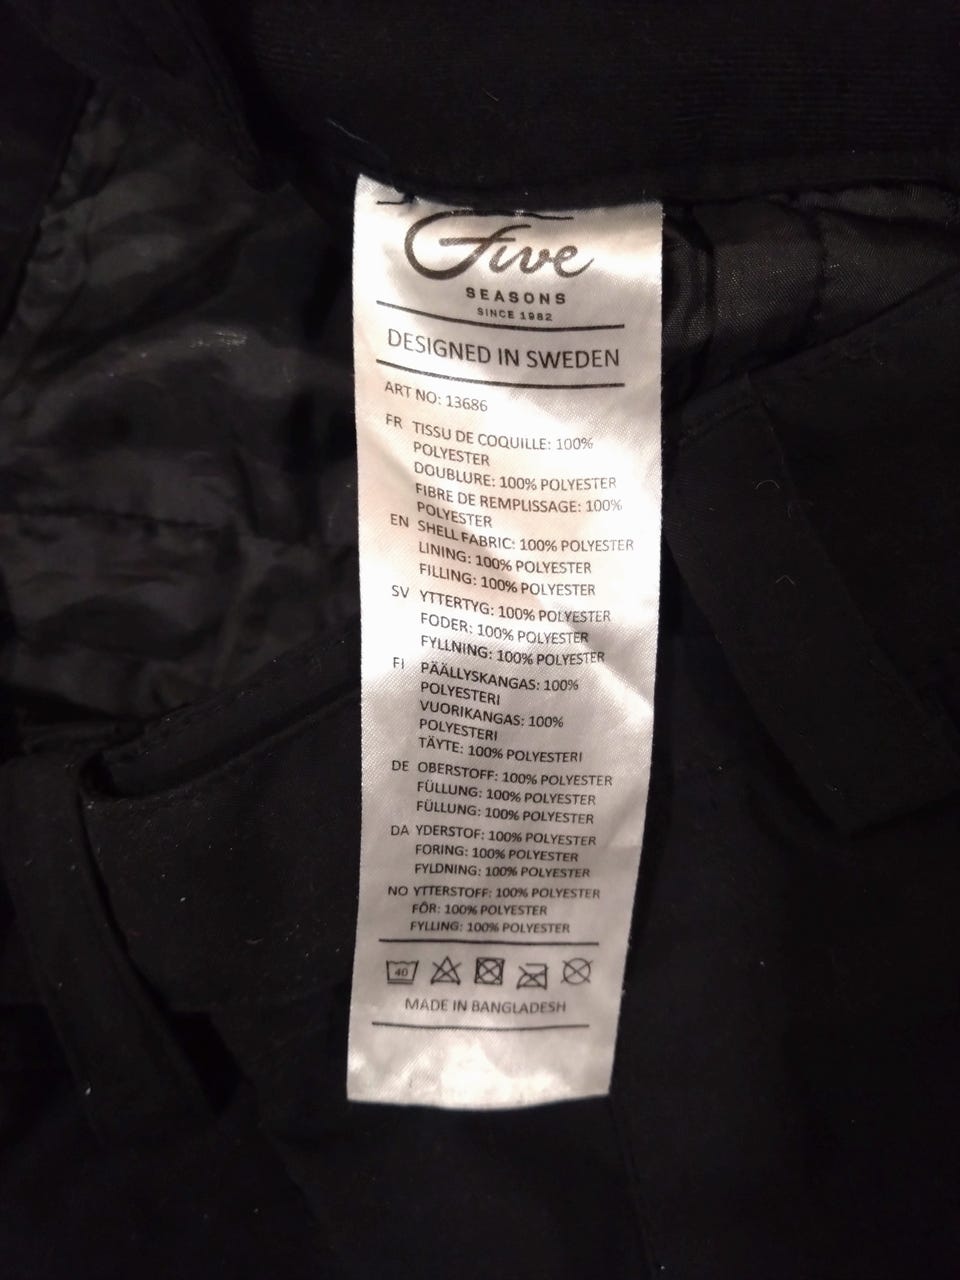 Five
SEASONS
SINCE 1982
DESIGNED IN SWEDEN
ART NO: 13686
FR TISSU DE COQUILLE: 100%
POLYESTER
DOUBLURE: 100% POLYESTER
FIBRE DE REMPLISSAGE: 100%
POLYESTER
EN SHELL FABRIC: 100% POLYESTER
LINING: 100% POLYESTER
FILLING: 100% POLYESTER
SV YTTERTYG: 100% POLYESTER
FODER: 100% POLYESTER
FYLLNING: 100% POLYESTER
FI PÄÄLLYSKANGAS: 100%
POLYESTERI
VUORIKANGAS: 100%
POLYESTERI
TÄYTE: 100% POLYESTERI
DE OBERSTOFF: 100% POLYESTER
FÜLLUNG: 100% POLYESTER
FÜLLUNG: 100% POLYESTER
DA YDERSTOF: 100% POLYESTER
FORING: 100% POLYESTER
FYLDNING: 100% POLYESTER
NO YTTERSTOFF: 100% POLYESTER
FÔR: 100% POLYESTER
FYLLING: 100% POLYESTER
40
MADE IN BANGLADESH